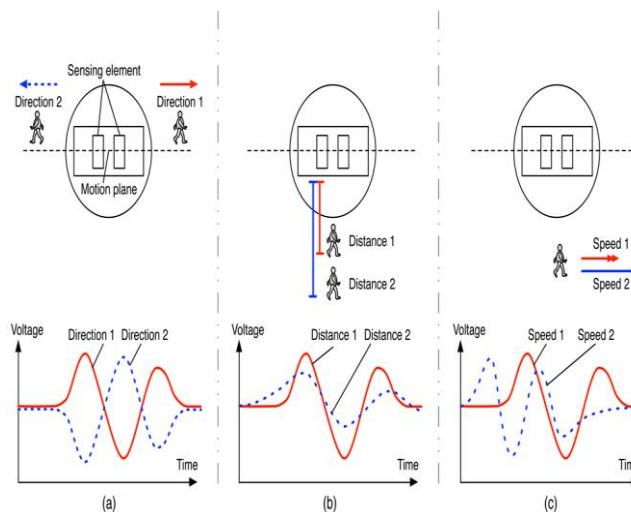 Sensing element
Direction 2
Direction 1
Motion plane
Voltage
Direction 1
Direction 2
Time
(a)
Distance 1
Distance 2
Voltage
Distance 1
Distance 2
Time
(b)
Speed 1
Speed 2
Voltage
Speed 1
Speed 2
Time
(c)